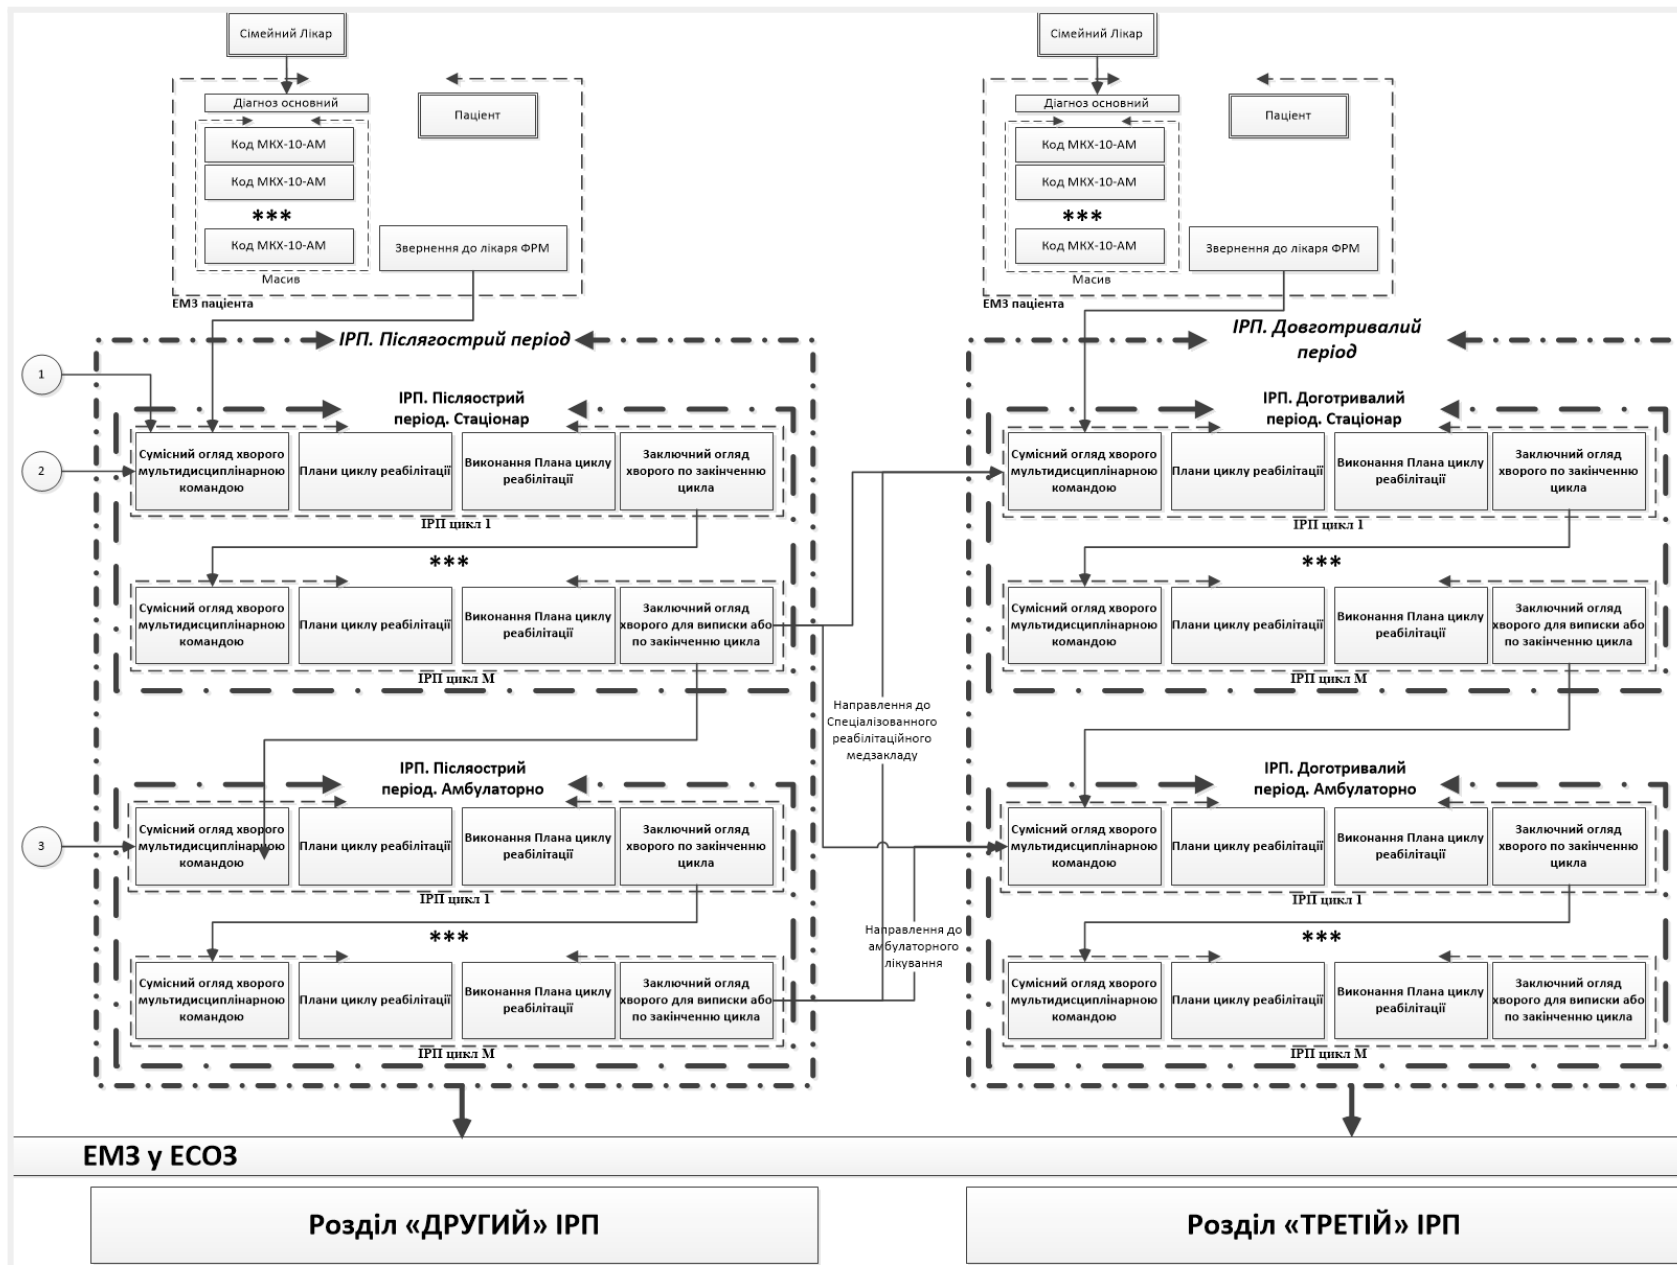 Сімейний Лікар
Діагноз основний
Пацієнт
Код МКХ-10-АМ
Код МКХ-10-АМ
***
Код МКХ-10-АМ
Масив
Звернення до лікаря ФРМ
ЕМЗ пацієнта
Сімейний Лікар
Діагноз основний
Пацієнт
Код МКХ-10-АМ
Код МКХ-10-АМ
***
Код МКХ-10-АМ
Масив
Звернення до лікаря ФРМ
ЕМЗ пацієнта
ІРП. Післягострий період
1
2
ІРП. Післяострий
період. Стаціонар
Сумісний огляд хворого
мультидисциплінарною
командою
Плани циклу реабілітації
Виконання Плана циклу
реабілітації
Заключний огляд
хворого по закінченню
цикла
ІРП цикл 1
***
Сумісний огляд хворого
мультидисциплінарною
командою
Плани циклу реабілітації
Виконання Плана циклу
реабілітації
Заключний огляд
хворого для виписки або
по закінченню цикла
ІРП цикл М
3
ІРП. Післяострий
період. Амбулаторно
Сумісний огляд хворого
мультидисциплінарною
командою
Плани циклу реабілітації
Виконання Плана циклу
реабілітації
Заключний огляд
хворого по закінченню
цикла
ІРП цикл 1
***
Сумісний огляд хворого
мультидисциплінарною
командою
Плани циклу реабілітації
Виконання Плана циклу
реабілітації
Заключний огляд
хворого для виписки або
по закінченню цикла
ІРП цикл М
Направлення до
Спеціалізованного
реабілітаційного
медзакладу
Направлення до
амбулаторного
лікування
ІРП. Довготривалий
період
ІРП. Доготривалий
період. Стаціонар
Сумісний огляд хворого
мультидисциплінарною
командою
Плани циклу реабілітації
Виконання Плана циклу
реабілітації
Заключний огляд
хворого по закінченню
цикла
ІРП цикл 1
***
Сумісний огляд хворого
мультидисциплінарною
командою
Плани циклу реабілітації
Виконання Плана циклу
реабілітації
Заключний огляд
хворого для виписки або
по закінченню цикла
ІРП цикл М
ІРП. Доготривалий
період. Амбулаторно
Сумісний огляд хворого
мультидисциплінарною
командою
Плани циклу реабілітації
Виконання Плана циклу
реабілітації
Заключний огляд
хворого по закінченню
цикла
ІРП цикл 1
***
Сумісний огляд хворого
мультидисциплінарною
командою
Плани циклу реабілітації
Виконання Плана циклу
реабілітації
Заключний огляд
хворого для виписки або
по закінченню цикла
ІРП цикл М
ЕМЗ у ЕСОЗ
Розділ «ДРУГИЙ» ІРП
Розділ «ТРЕТІЙ» ІРП